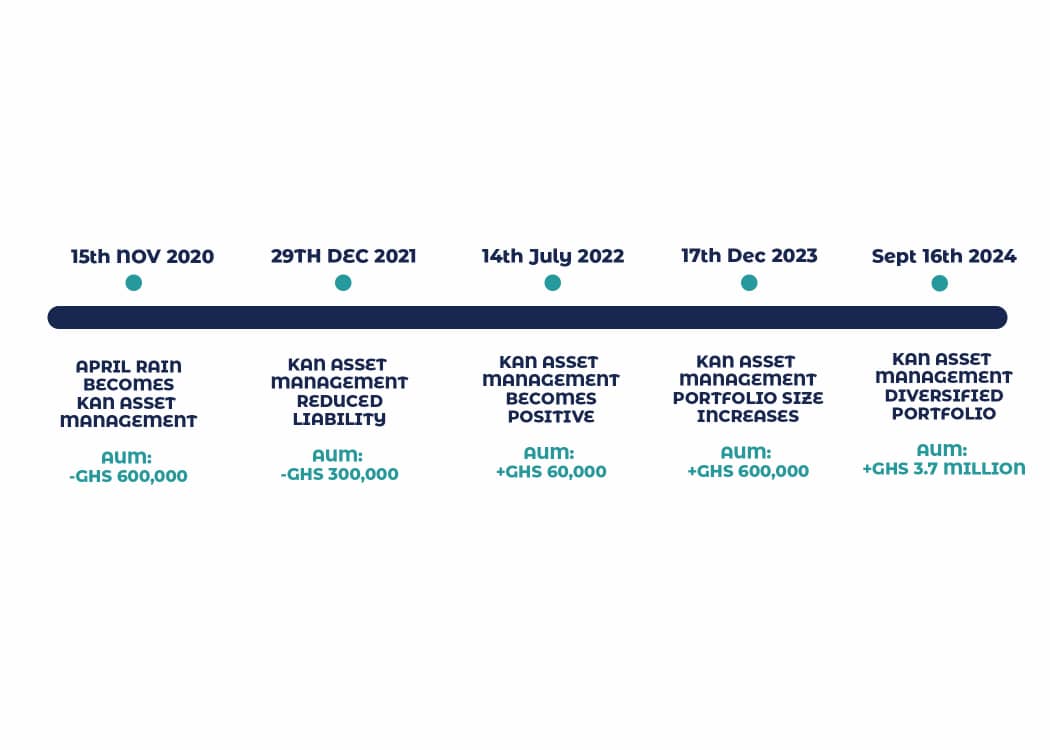 15th NOV 2020
29TH DEC 2021
14th July 2022
17th Dec 2023
Sept 16th 2024
APRIL RAIN
BECOMES
KAN ASSET
MANAGEMENT
AUM:
-GHS 600,000
KAN ASSET
MANAGEMENT
REDUCED
LIABILITY
AUM:
-GHS 300,000
KAN ASSET
MANAGEMENT
BECOMES
POSITIVE
AUM:
+GHS 60,000
KAN ASSET
MANAGEMENT
PORTFOLIO SIZE
INCREASES
AUM:
+GHS 600,000
KAN ASSET
MANAGEMENT
DIVERSIFIED
PORTFOLIO
AUM:
+GHS 3.7 MILLION